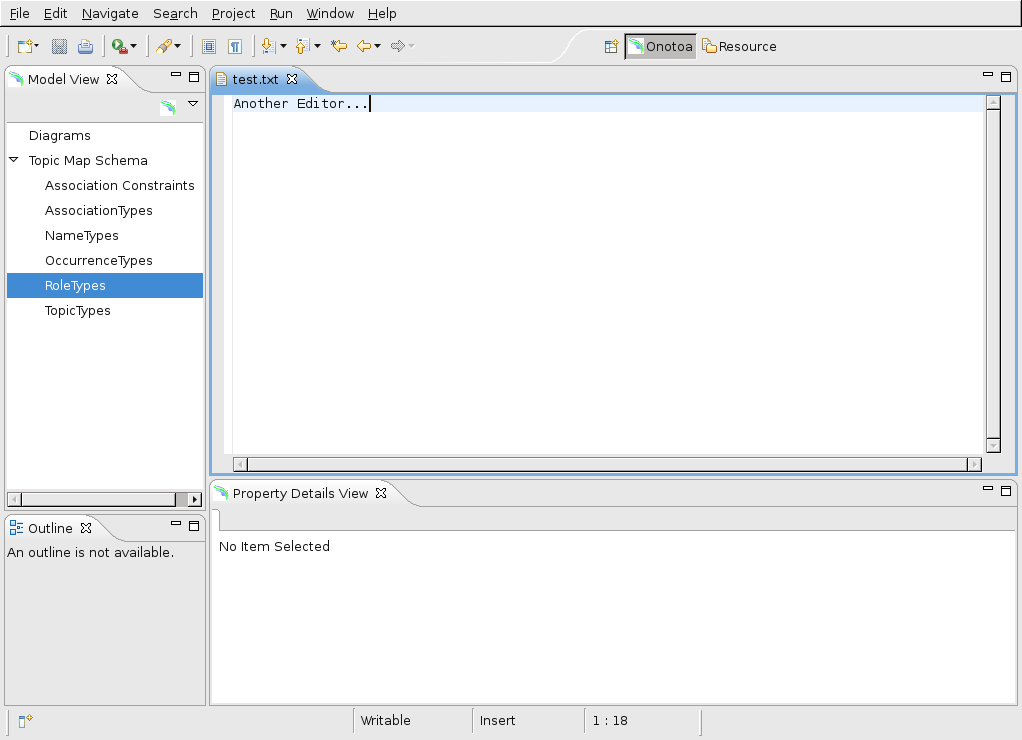 File Edit Navigate Search Project Run Window Help
Onotoa Resource
Model View
Diagrams
Topic Map Schema
Association Constraints
AssociationTypes
NameTypes
OccurrenceTypes
RoleTypes
TopicTypes
test.txt
Another Editor...
Outline
An outline is not available.
Property Details View
No Item Selected
Writable Insert 1 : 18